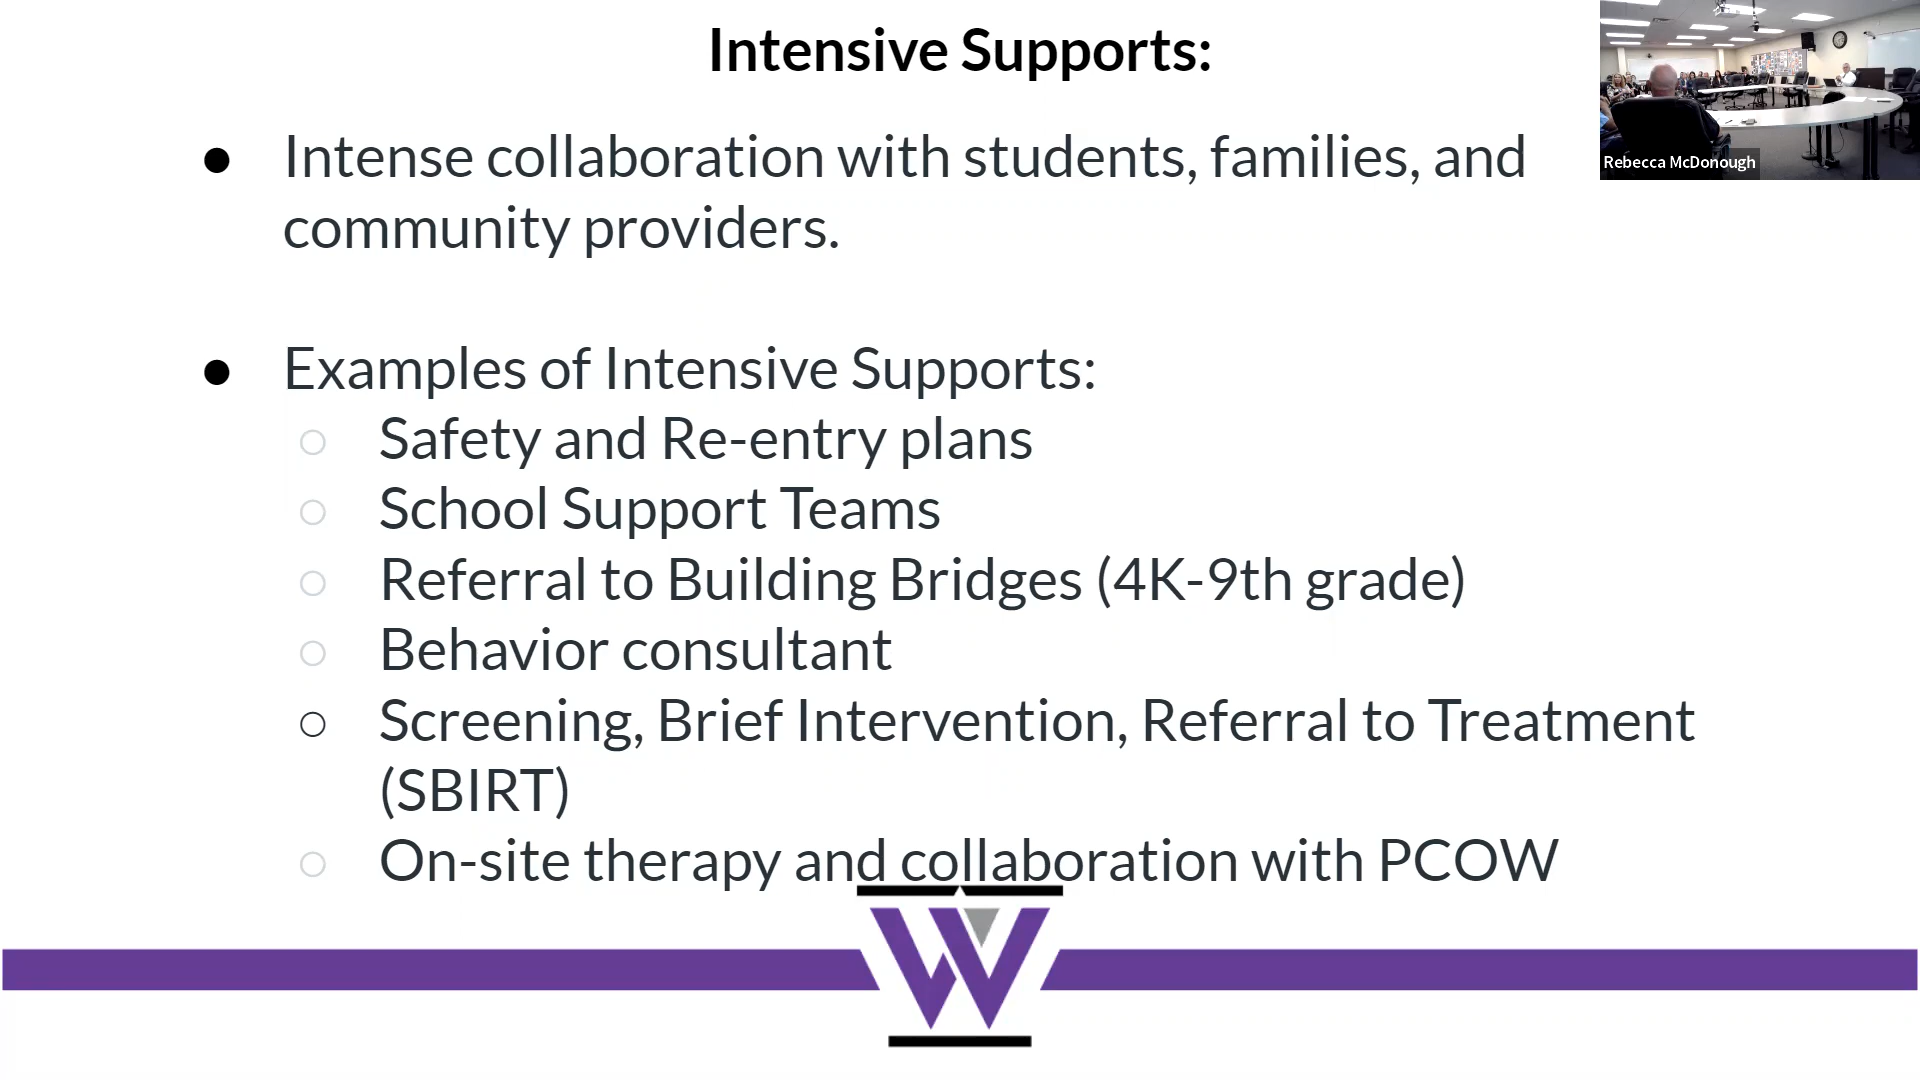 Intensive Supports:
● Intense collaboration with students, families, and
community providers.
● Examples of Intensive Supports:
○ Safety and Re-entry plans
○ School Support Teams
○ Referral to Building Bridges (4K-9th grade)
○ Behavior consultant
○ Screening, Brief Intervention, Referral to Treatment
(SBIRT)
○ On-site therapy and collaboration with PCOW
W
Rebecca McDonough